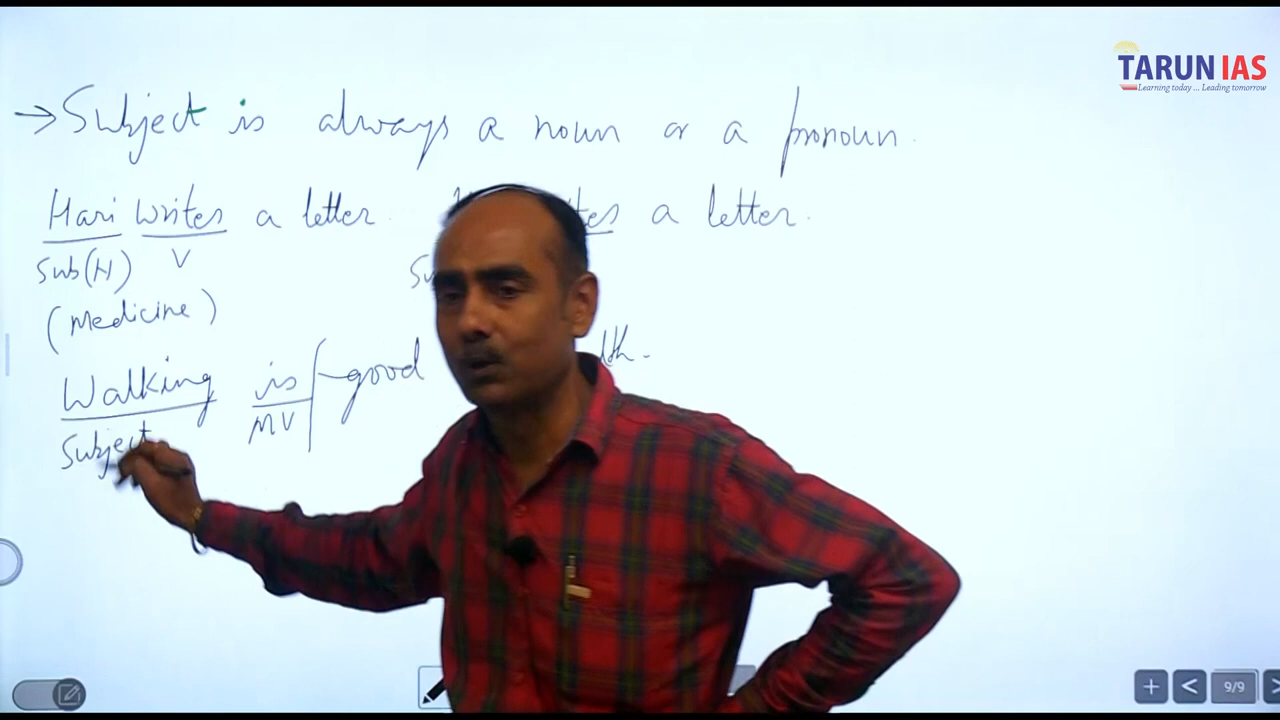 TARUN IAS
Learning today ... Leading tomorrow
→ Subject is always a noun or a pronoun.
Hari writes a letter. a letter.
Sub(H) V
(Medicine)
Walking is good
Subject MV
9/9